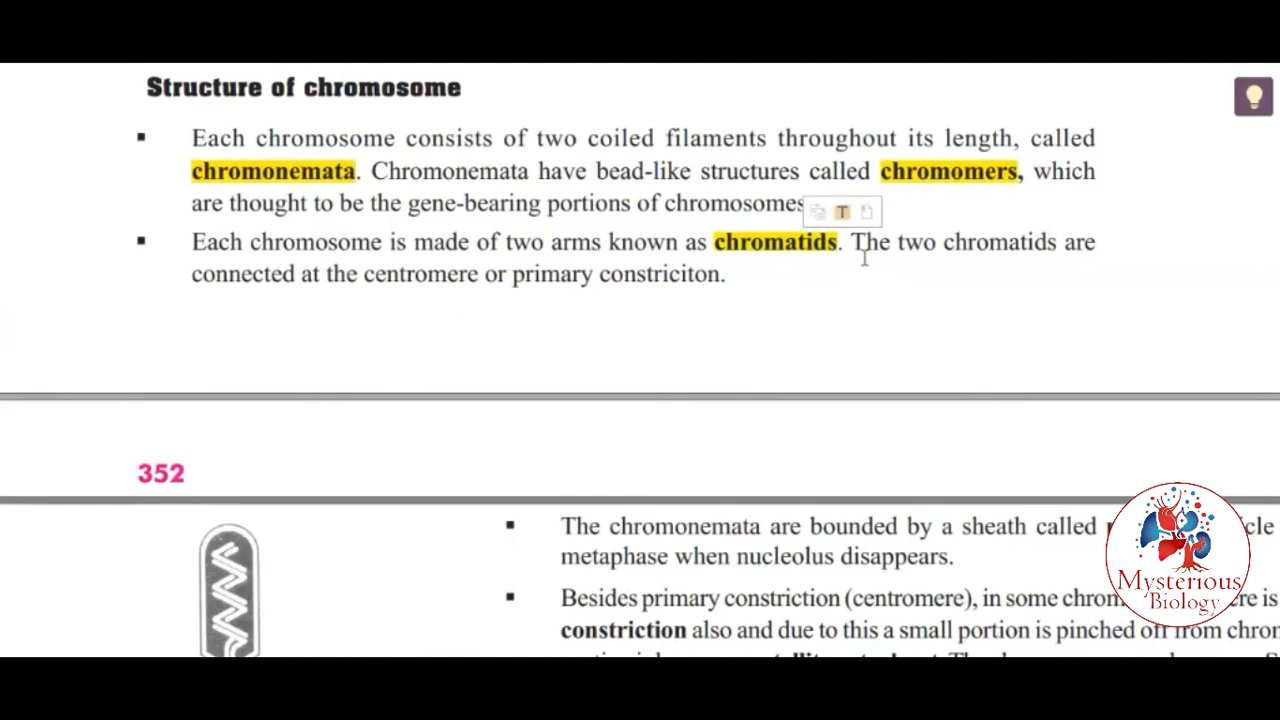 Structure of chromosome
▪ Each chromosome consists of two coiled filaments throughout its length, called
chromonemata. Chromonemata have bead-like structures called chromomers, which
are thought to be the gene-bearing portions of chromosomes
T
▪ Each chromosome is made of two arms known as chromatids. The two chromatids are
connected at the centromere or primary constriciton.
352
▪ The chromonemata are bounded by a sheath called
metaphase when nucleolus disappears.
▪ Besides primary constriction (centromere), in some is
constriction also and due to this a small portion is pinched off from
Mysterious
Biology